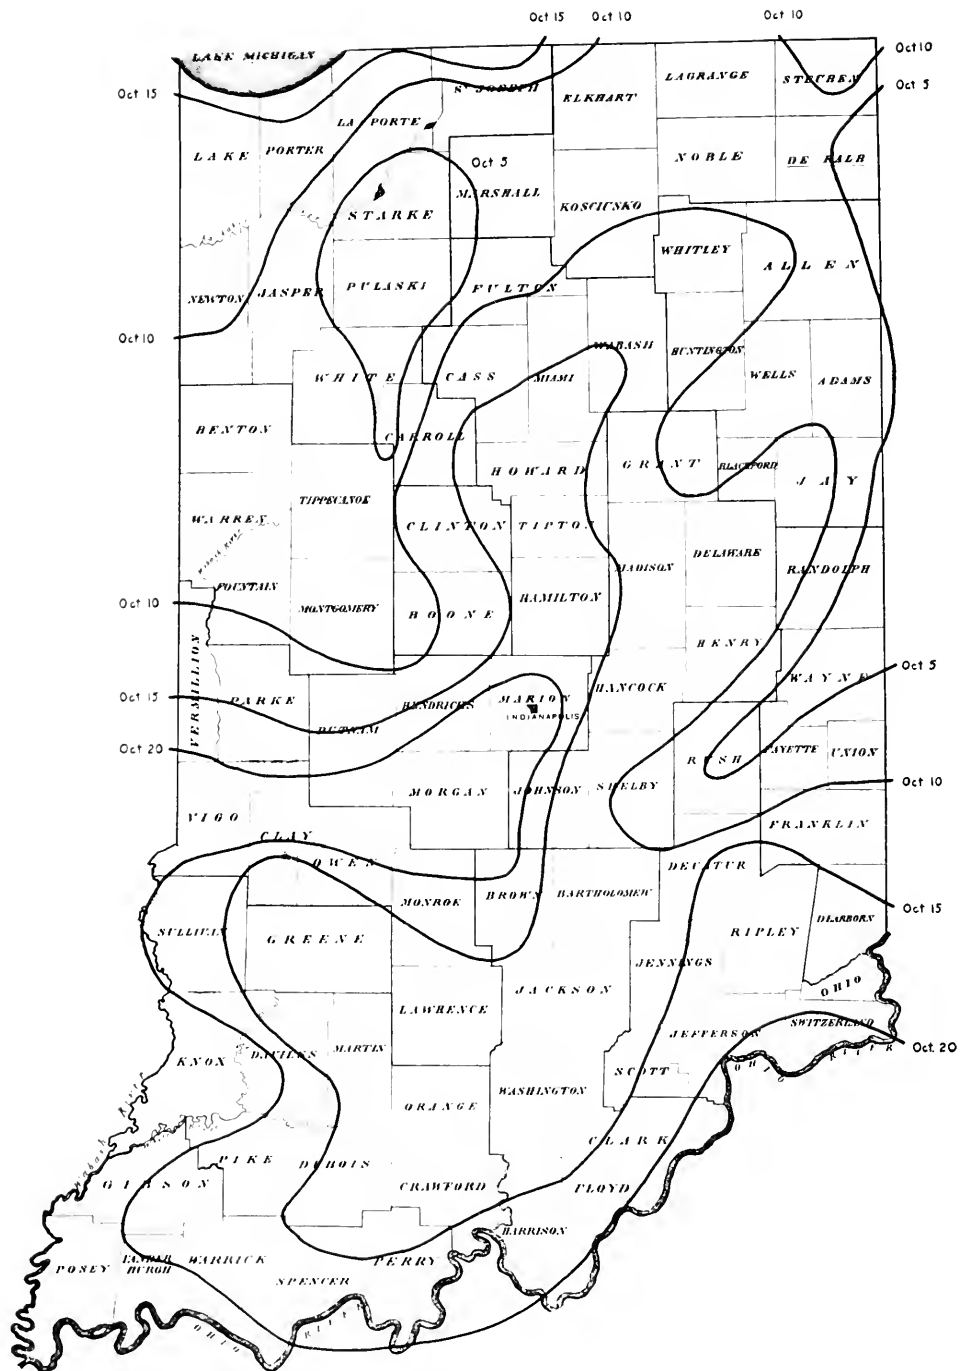 Oct 15
Oct 10
Oct 10
Oct 10
Oct 5
Oct 15
LAKE MICHIGAN
LAKE
PORTER
LA PORTE
ST JOSEPH
ELKHART
LAGRANGE
STEUBEN
NOBLE
DE KALB
Oct 5
MARSHALL
STARKE
KOSCIUSKO
WHITLEY
ALLEN
NEWTON
JASPER
PULASKI
FULTON
Oct 10
WHITE
CASS
MIAMI
WABASH
HUNTINGTON
WELLS
ADAMS
BENTON
CARROLL
HOWARD
GRANT
BLACKFORD
JAY
WARREN
TIPPECANOE
CLINTON
TIPTON
WABASH RIVER
MADISON
DELAWARE
RANDOLPH
FOUNTAIN
MONTGOMERY
BOONE
HAMILTON
Oct 10
HENRY
VERMILLION
Oct 5
WAYNE
HANCOCK
Oct 15
PARKE
PUTNAM
HENDRICKS
MARION
INDIANAPOLIS
Oct 20
RUSH
FAYETTE
UNION
Oct 10
MORGAN
JOHNSON
SHELBY
VIGO
CLAY
OWEN
FRANKLIN
DECATUR
MONROE
BROWN
BARTHOLOMEW
Oct 15
DEARBORN
SULLIVAN
GREENE
RIPLEY
JENNINGS
JACKSON
OHIO
LAWRENCE
SWITZERLAND
JEFFERSON
Oct. 20
KNOX
DAVIESS
MARTIN
SCOTT
OHIO RIVER
WASHINGTON
ORANGE
CLARK
Wabash River
PIKE
DUBOIS
GIBSON
CRAWFORD
FLOYD
HARRISON
POSEY
VANDERBURGH
WARRICK
SPENCER
PERRY
OHIO RIVER